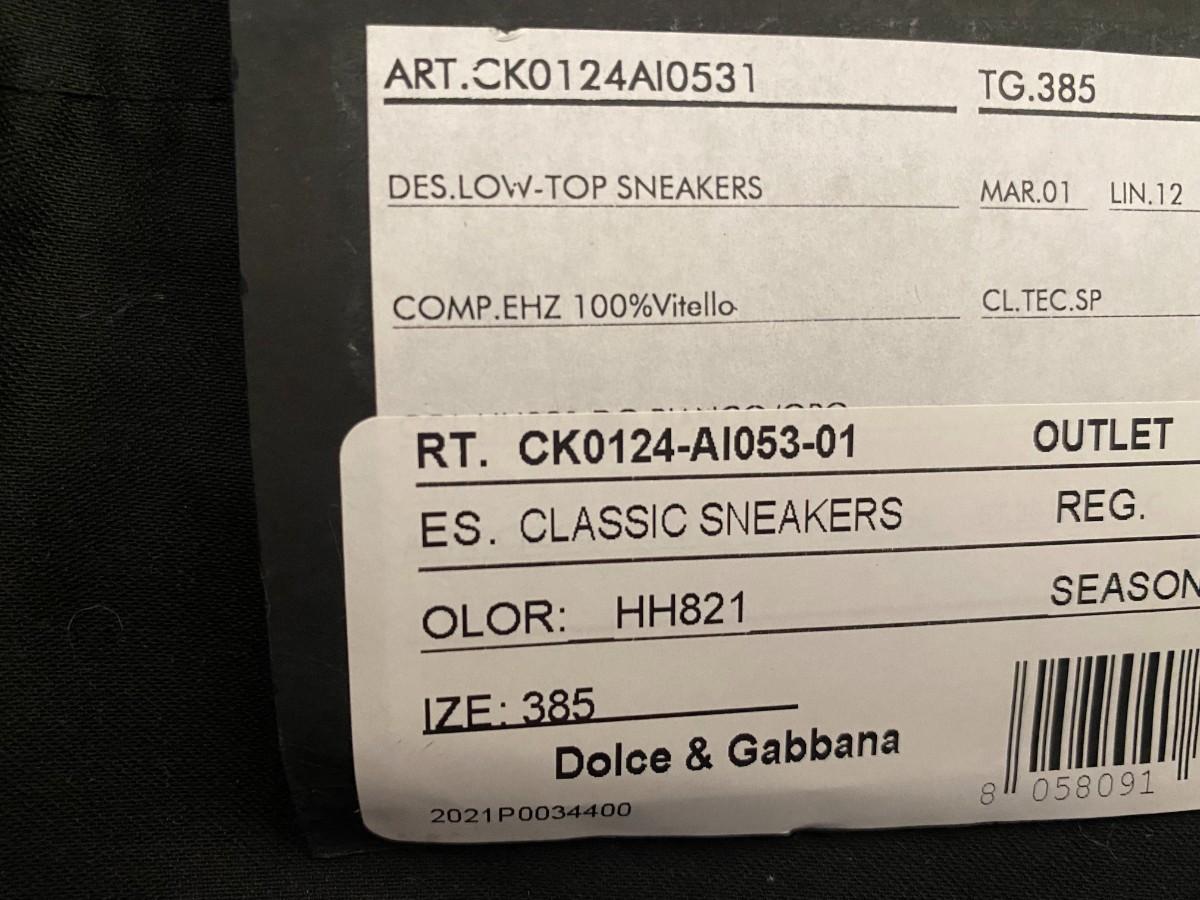 ART.CK0124AI0531 TG.385
DES.LOW-TOP SNEAKERS MAR.01 LIN.12
COMP.EHZ 100%Vitello CL.TEC.SP
RT. CK0124-AI053-01 OUTLET
ES. CLASSIC SNEAKERS REG.
OLOR: HH821 SEASON
IZE: 385
Dolce & Gabbana
2021P0034400
8 058091